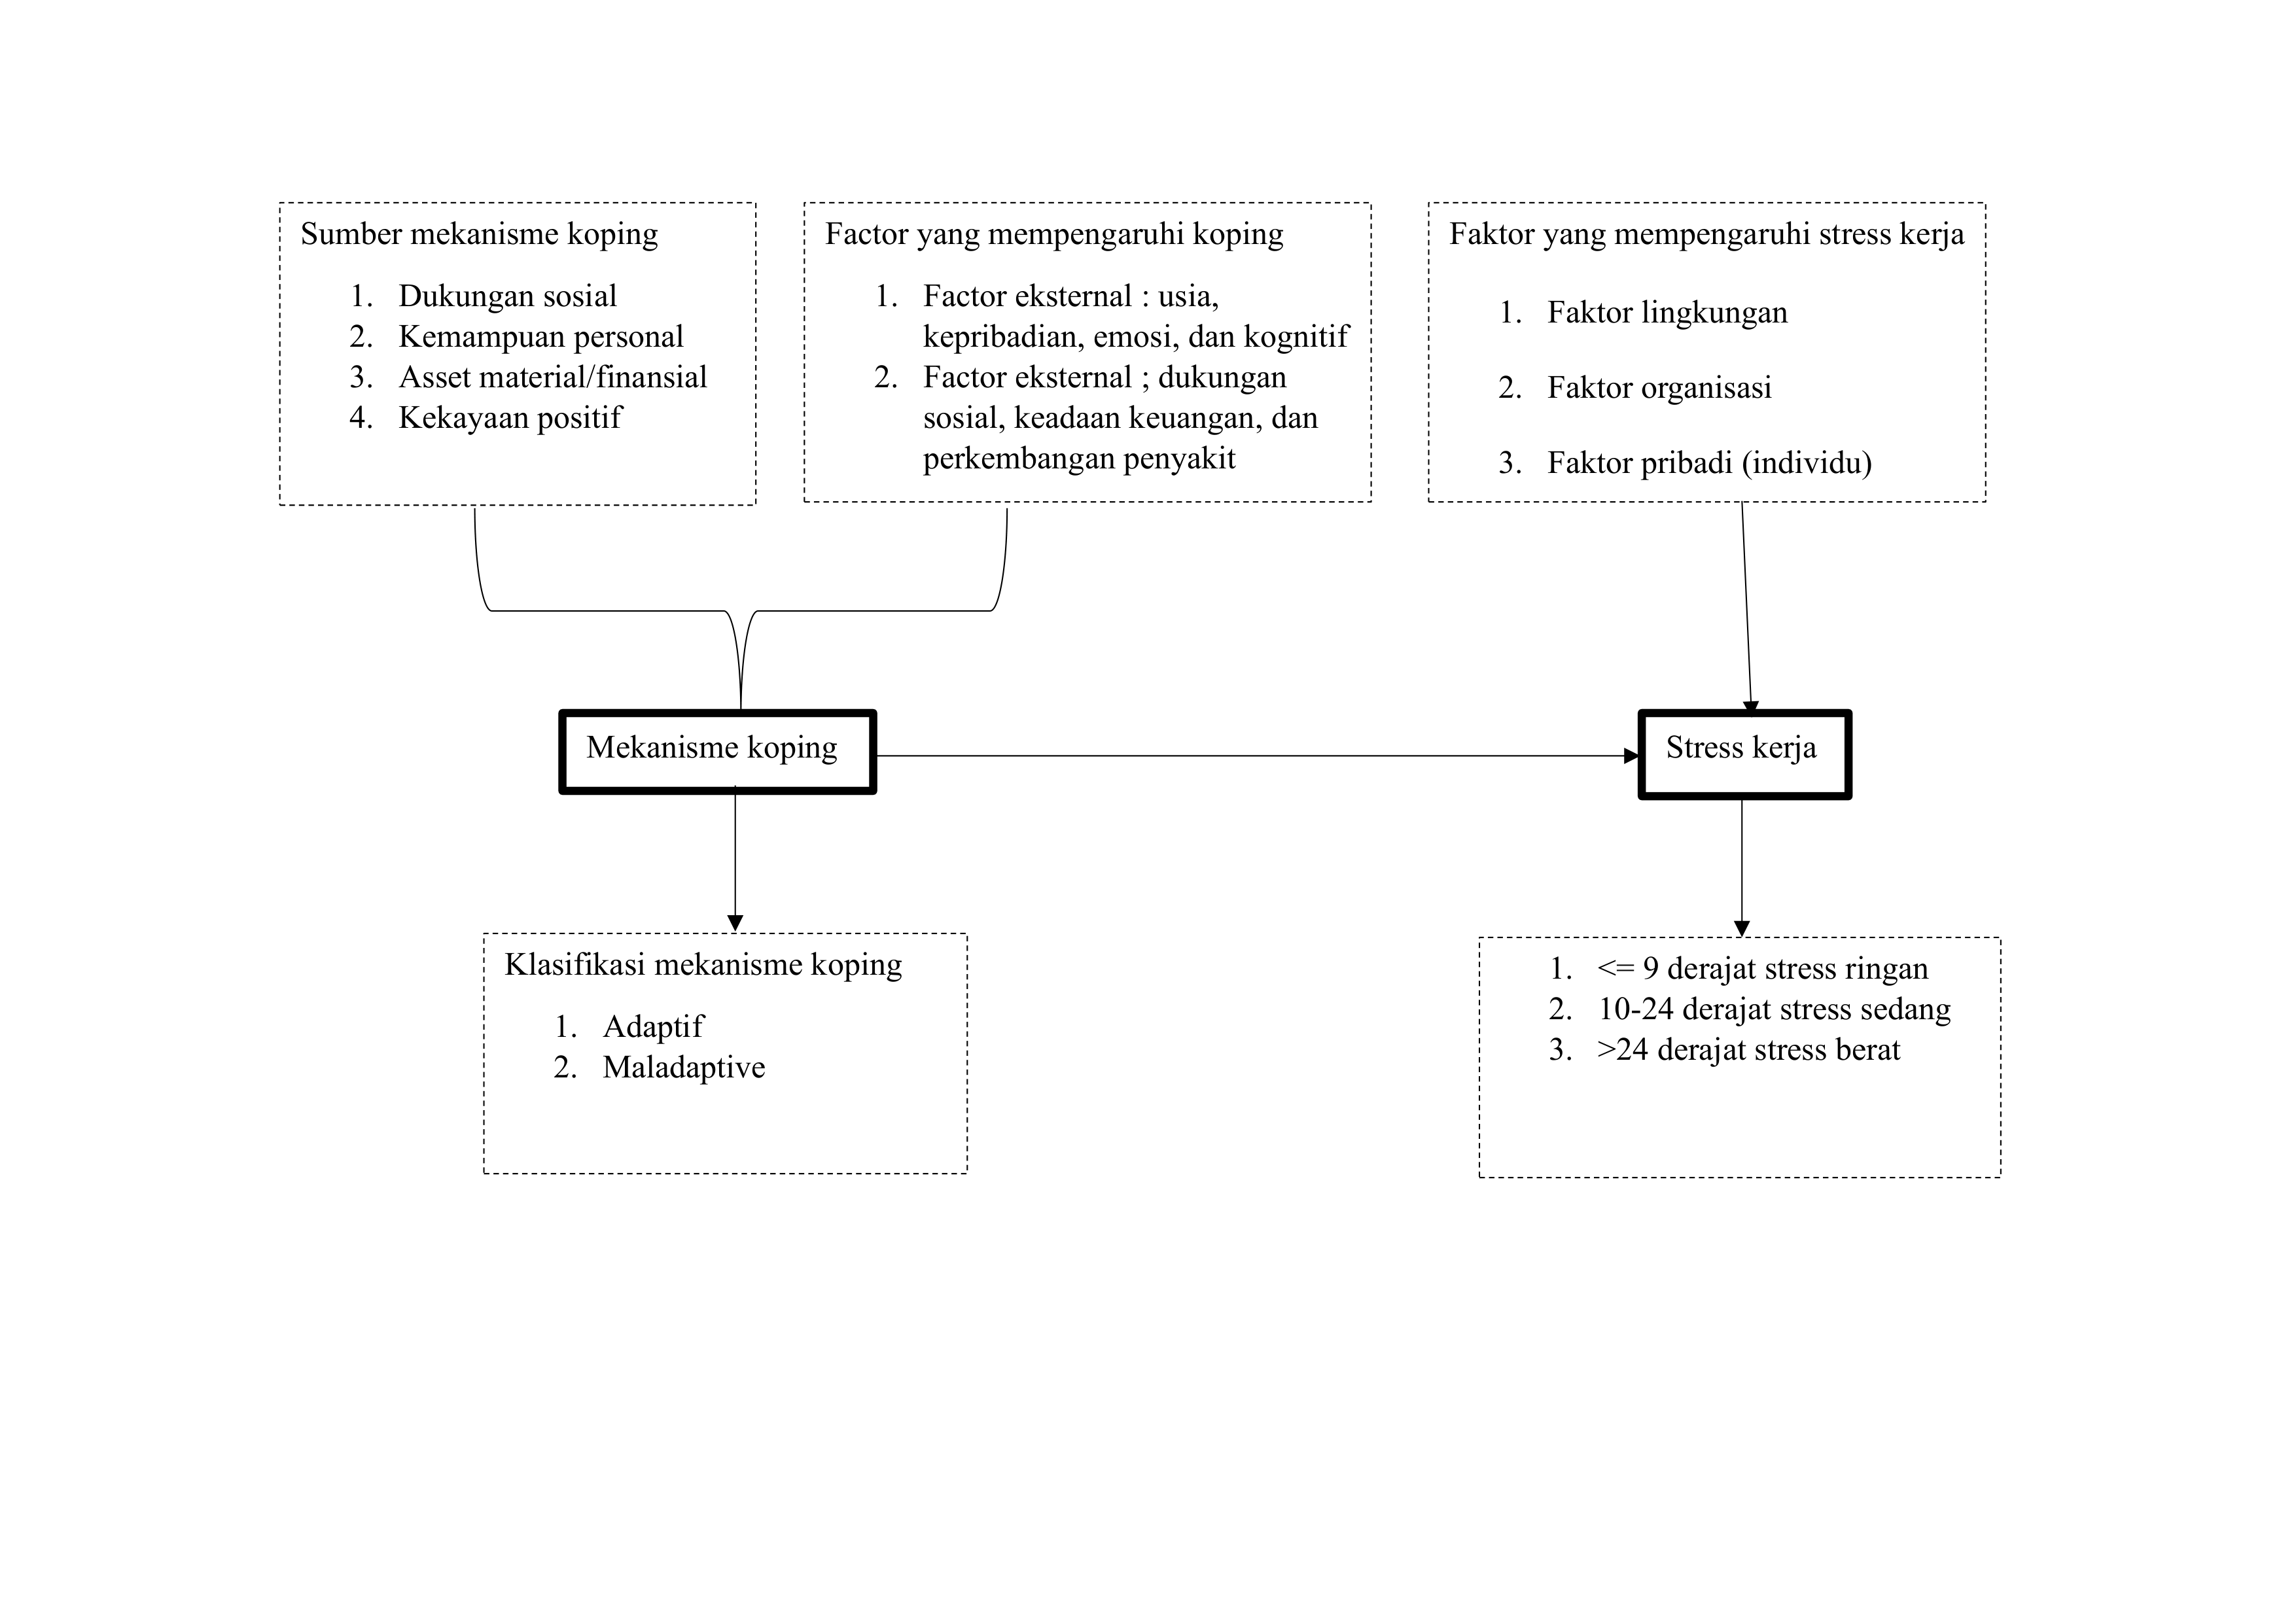 Sumber mekanisme koping
1. Dukungan sosial
2. Kemampuan personal
3. Asset material/finansial
4. Kekayaan positif
Factor yang mempengaruhi koping
1. Factor eksternal : usia,
kepribadian, emosi, dan kognitif
2. Factor eksternal ; dukungan
sosial, keadaan keuangan, dan
perkembangan penyakit
Faktor yang mempengaruhi stress kerja
1. Faktor lingkungan
2. Faktor organisasi
3. Faktor pribadi (individu)
Mekanisme koping
Stress kerja
Klasifikasi mekanisme koping
1. Adaptif
2. Maladaptive
1. <= 9 derajat stress ringan
2. 10-24 derajat stress sedang
3. >24 derajat stress berat